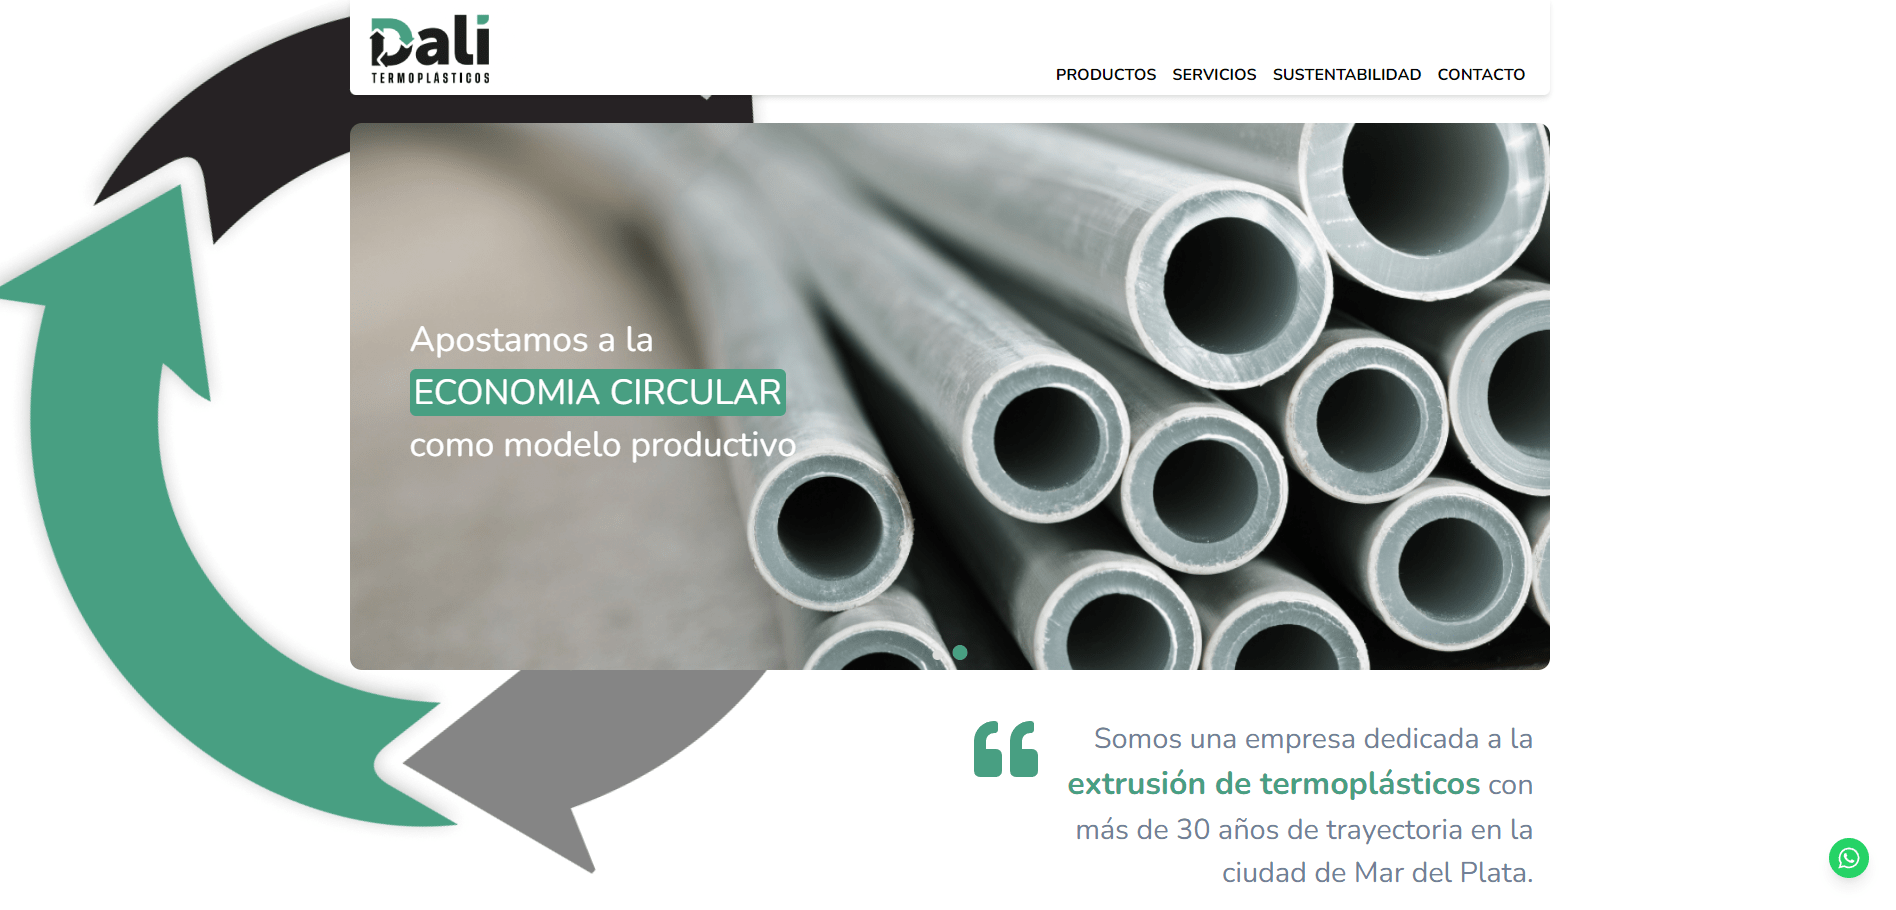 Dali
TERMOPLÁSTICOS
PRODUCTOS SERVICIOS SUSTENTABILIDAD CONTACTO
Apostamos a la
ECONOMIA CIRCULAR
como modelo productivo
Somos una empresa dedicada a la
extrusión de termoplásticos con
más de 30 años de trayectoria en la
ciudad de Mar del Plata.